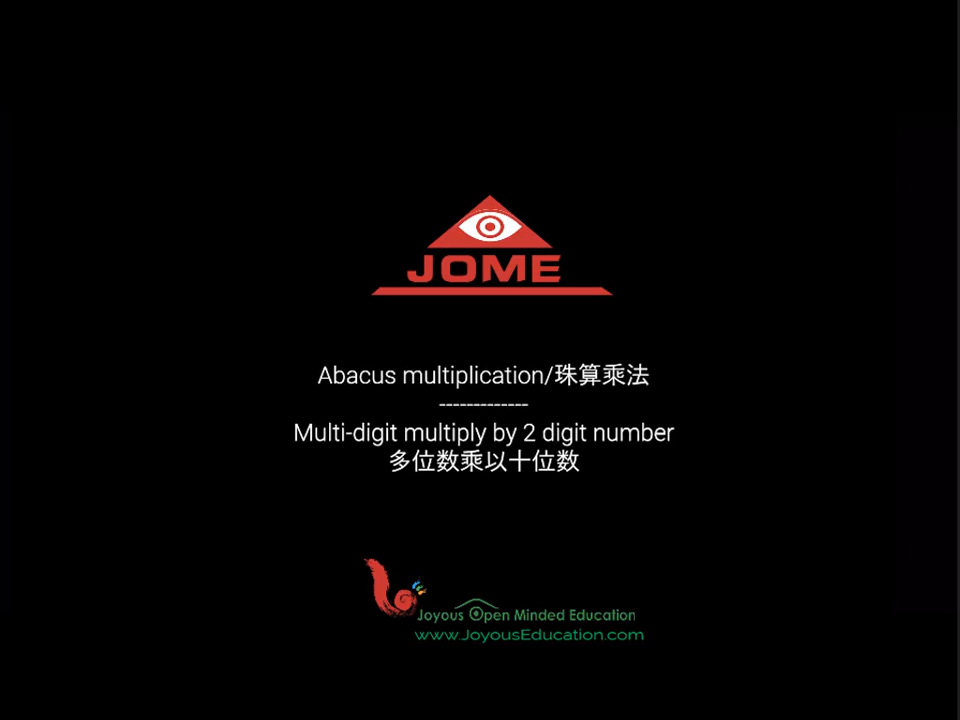 JOME
Abacus multiplication/珠算乘法
-------------
Multi-digit multiply by 2 digit number
多位数乘以十位数
Joyous Open Minded Education
www.JoyousEducation.com